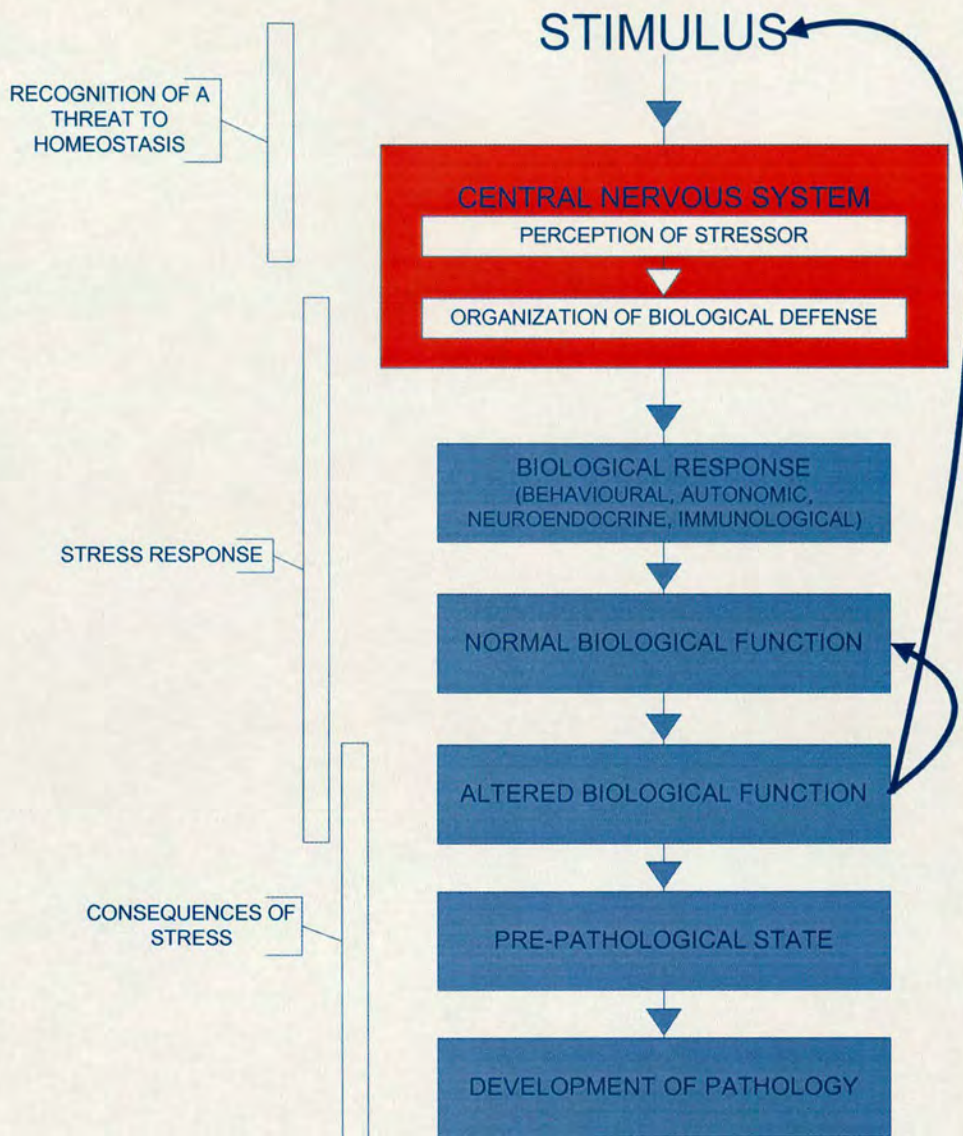 STIMULUS
RECOGNITION OF A
THREAT TO
HOMEOSTASIS
CENTRAL NERVOUS SYSTEM
PERCEPTION OF STRESSOR
ORGANIZATION OF BIOLOGICAL DEFENSE
BIOLOGICAL RESPONSE
(BEHAVIOURAL, AUTONOMIC,
NEUROENDOCRINE, IMMUNOLOGICAL)
STRESS RESPONSE
NORMAL BIOLOGICAL FUNCTION
ALTERED BIOLOGICAL FUNCTION
CONSEQUENCES OF
STRESS
PRE-PATHOLOGICAL STATE
DEVELOPMENT OF PATHOLOGY